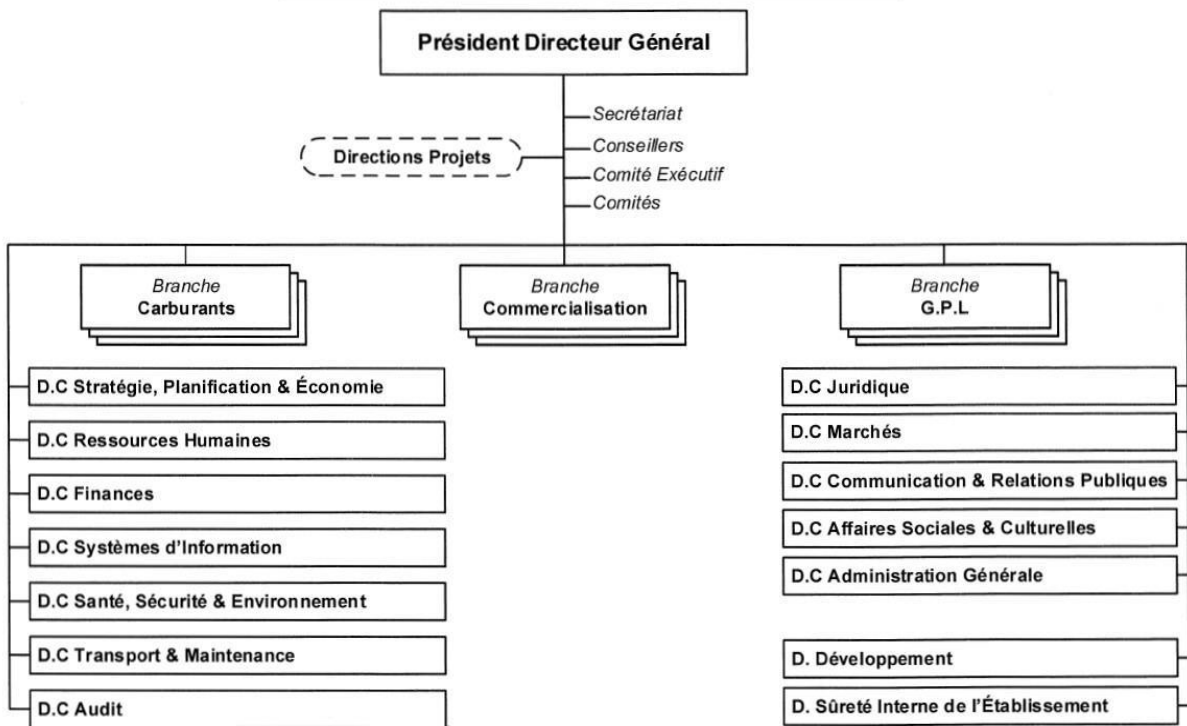 Président Directeur Général
Secrétariat
Directions Projets
Conseillers
Comité Exécutif
Comités
Branche
Carburants
Branche
Commercialisation
Branche
G.P.L
D.C Stratégie, Planification & Économie
D.C Ressources Humaines
D.C Finances
D.C Systèmes d'Information
D.C Santé, Sécurité & Environnement
D.C Transport & Maintenance
D.C Audit
D.C Juridique
D.C Marchés
D.C Communication & Relations Publiques
D.C Affaires Sociales & Culturelles
D.C Administration Générale
D. Développement
D. Sûreté Interne de l'Établissement